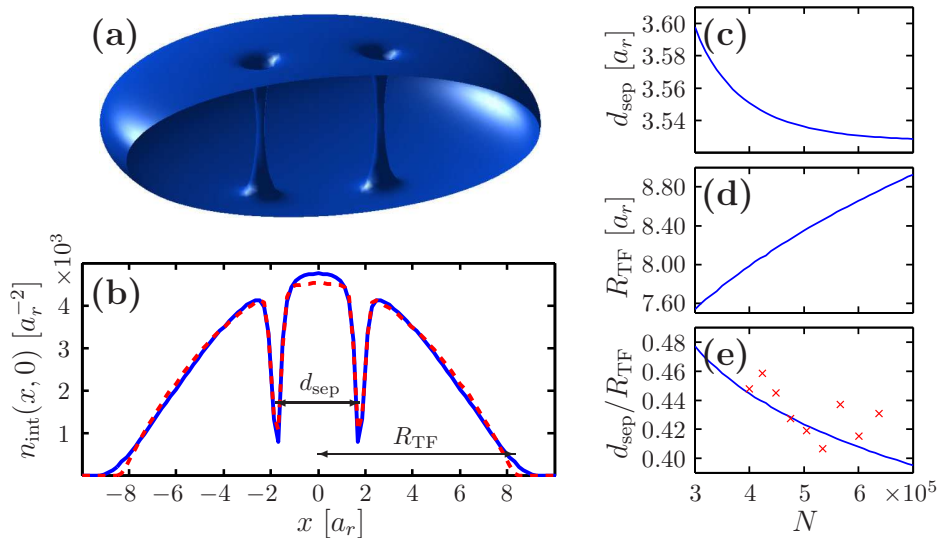 (a)
(b)
n_int(x, 0) [a_r^{-2}]
×10^3
4
3
2
1
d_sep
R_TF
−8 −6 −4 −2 0 2 4 6 8
x [a_r]
(c)
d_sep [a_r]
3.60
3.58
3.56
3.54
(d)
R_TF [a_r]
8.80
8.40
8.00
7.60
(e)
d_sep/R_TF
0.48
0.46
0.44
0.42
0.40
3 4 5 6 ×10^5
N